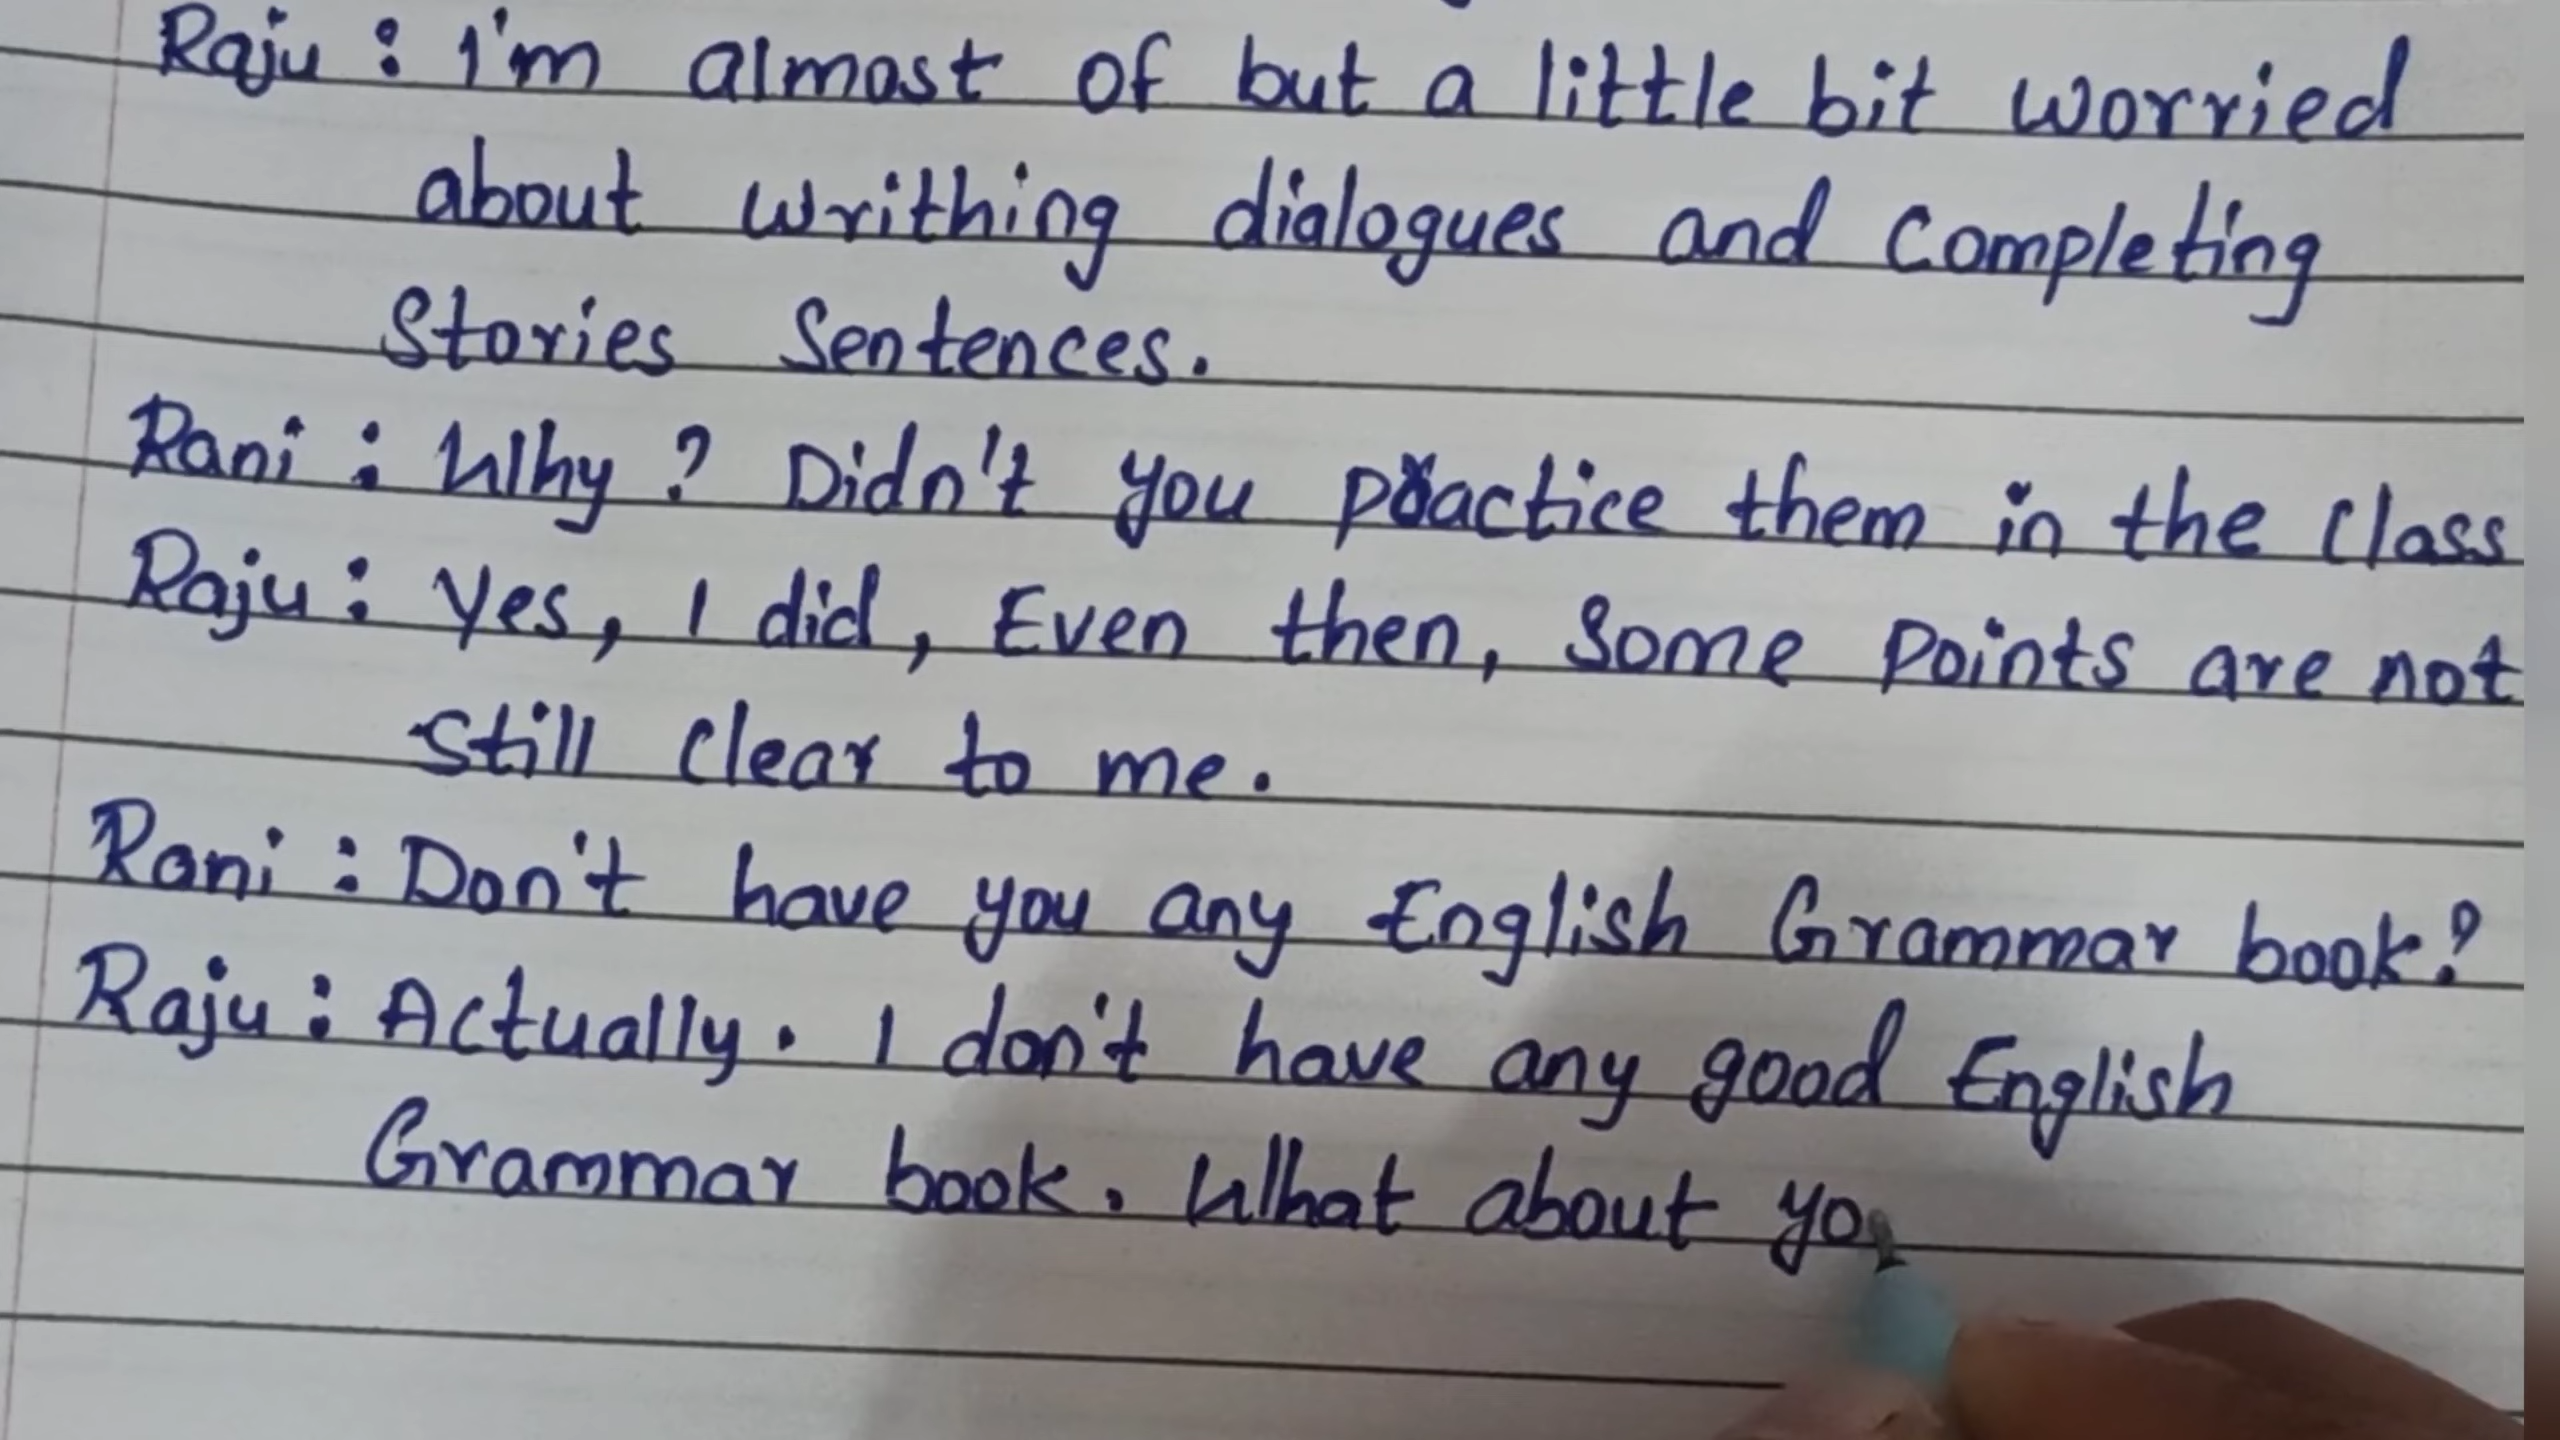 Raju : I'm almost of but a little bit worried
about writhing dialogues and completing
Stories Sentences.
Rani : Why? Didn't you practice them in the class
Raju : Yes, I did, Even then, Some Points are not
Still clear to me.
Rani : Don't have you any English Grammar book?
Raju : Actually. I don't have any good English
Grammar book. What about yo